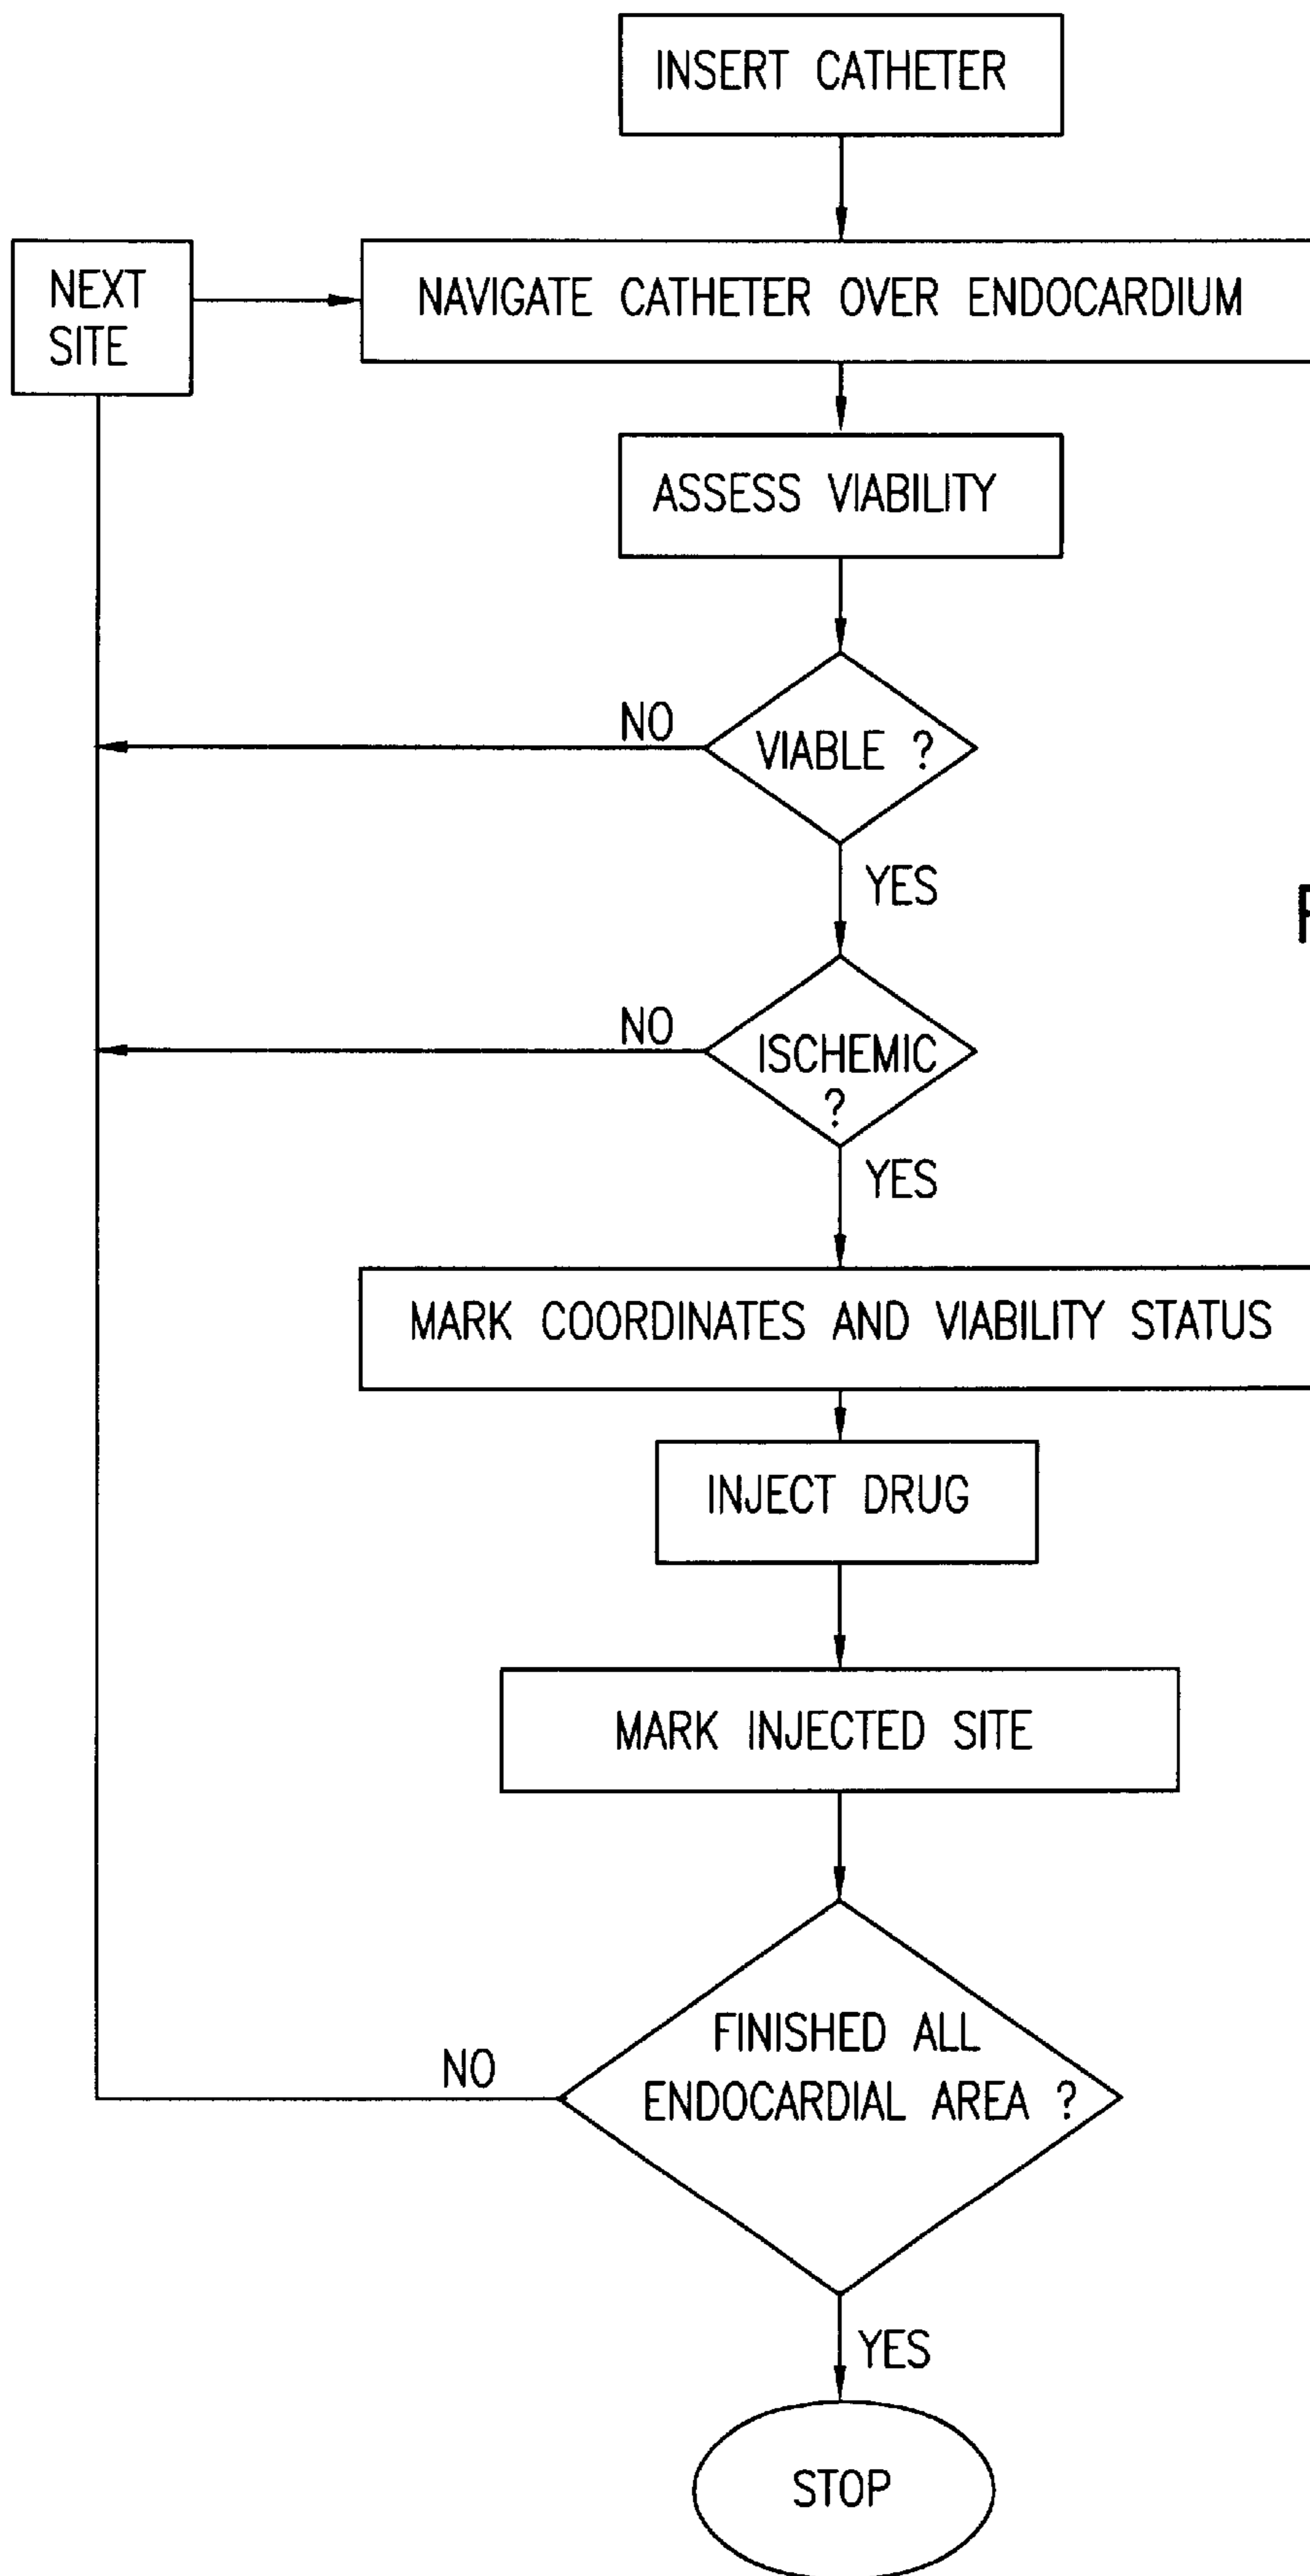 INSERT CATHETER
NEXT
SITE
NAVIGATE CATHETER OVER ENDOCARDIUM
ASSESS VIABILITY
NO
VIABLE ?
YES
NO
ISCHEMIC
?
YES
MARK COORDINATES AND VIABILITY STATUS
INJECT DRUG
MARK INJECTED SITE
FINISHED ALL
ENDOCARDIAL AREA ?
NO
YES
STOP